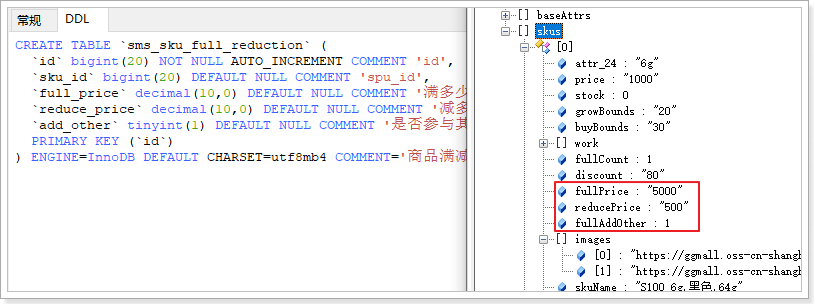 常规 DDL
CREATE TABLE `sms_sku_full_reduction` (
`id` bigint(20) NOT NULL AUTO_INCREMENT COMMENT 'id',
`sku_id` bigint(20) DEFAULT NULL COMMENT 'spu_id',
`full_price` decimal(10,0) DEFAULT NULL COMMENT '满多少
`reduce_price` decimal(10,0) DEFAULT NULL COMMENT '减多
`add_other` tinyint(1) DEFAULT NULL COMMENT '是否参与其
PRIMARY KEY (`id`)
) ENGINE=InnoDB DEFAULT CHARSET=utf8mb4 COMMENT='商品满减
[] baseAttrs
[] skus
[0]
attr_24 : "6g"
price : "1000"
stock : 0
growBounds : "20"
buyBounds : "30"
[] work
fullCount : 1
discount : "80"
fullPrice : "5000"
reducePrice : "500"
fullAddOther : 1
[] images
[0] : "https://ggmall.oss-cn-shangh
[1] : "https://ggmall.oss-cn-shangh
skuName : "S100 6g,黑色,64g"